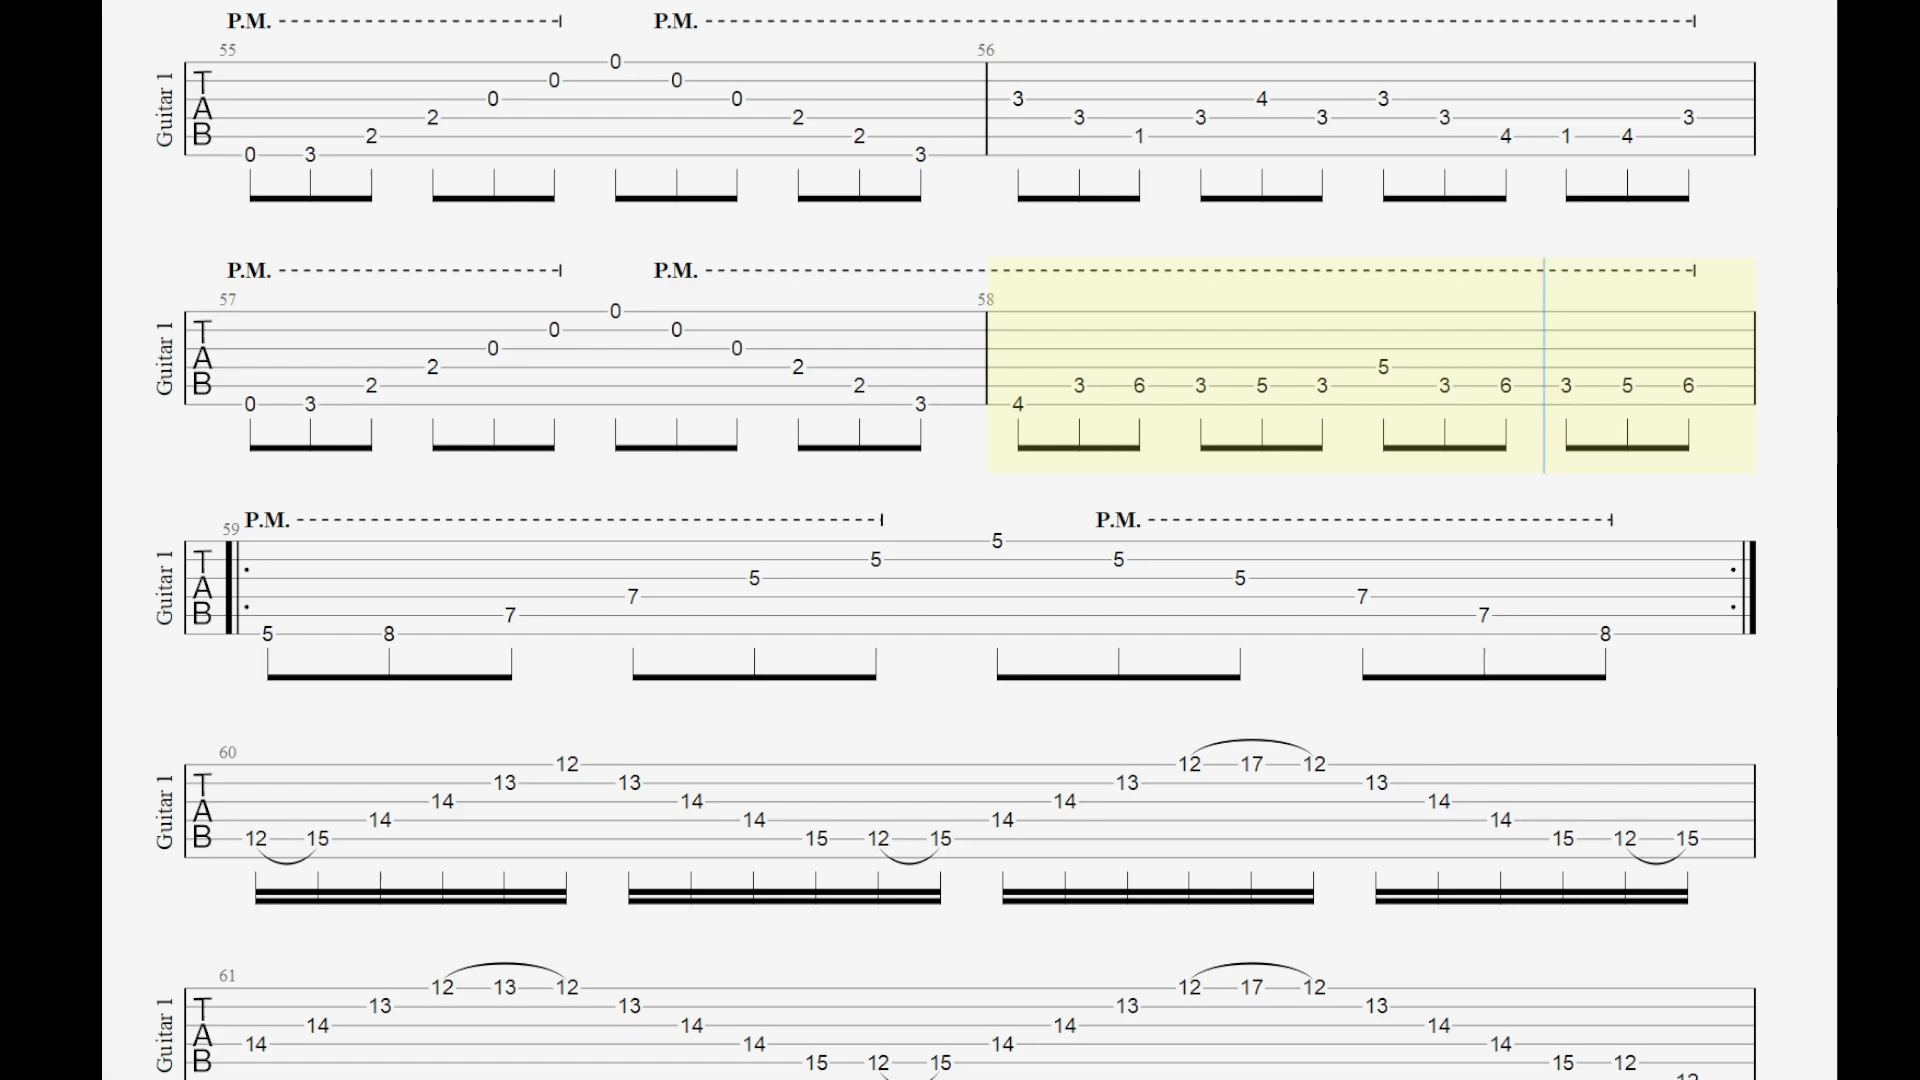 P.M. P.M.
55 56
Guitar 1
TAB
0
0 0
0 0 3 4 3
2 2 3 3 3 3 3
2 2 1 4 1 4
0 3 3
P.M. P.M.
57 58
Guitar 1
TAB
0
0 0
0 0
2 2 5
2 2 3 6 3 5 3 3 6 3 5 6
0 3 3 4
P.M. P.M.
59
Guitar 1
TAB
5
5 5
5 5
7 7
7 7
5 8 8
60
Guitar 1
TAB
12 12 17 12
13 13 13 13
14 14 14 14
14 14 14 14
12 15 15 12 15 15 12 15
61
Guitar 1
TAB
12 13 12 12 17 12
13 13 13 13
14 14 14 14
14 14 14 14
15 12 15 15 12